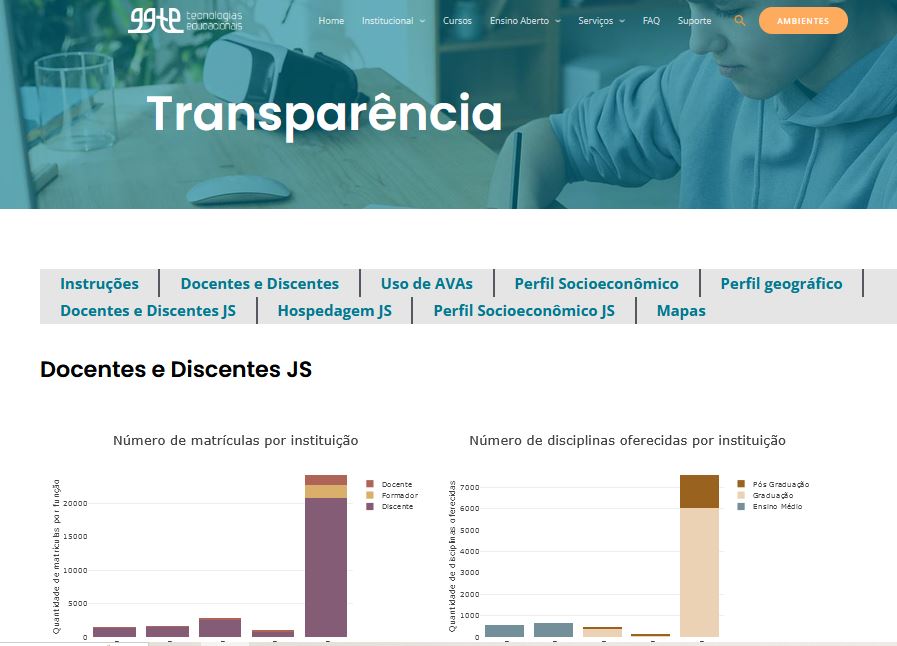 ggte tecnologias educacionais
Home Institucional Cursos Ensino Aberto Serviços FAQ Suporte AMBIENTES
Transparência
Instruções Docentes e Discentes Uso de AVAs Perfil Socioeconômico Perfil geográfico
Docentes e Discentes JS Hospedagem JS Perfil Socioeconômico JS Mapas
Docentes e Discentes JS
Número de matrículas por instituição
Quantidade de matrículas por função
20000
15000
10000
5000
0
Docente
Formador
Discente
Número de disciplinas oferecidas por instituição
Quantidade de disciplinas oferecidas
7000
6000
5000
4000
3000
2000
1000
0
Pós Graduação
Graduação
Ensino Médio